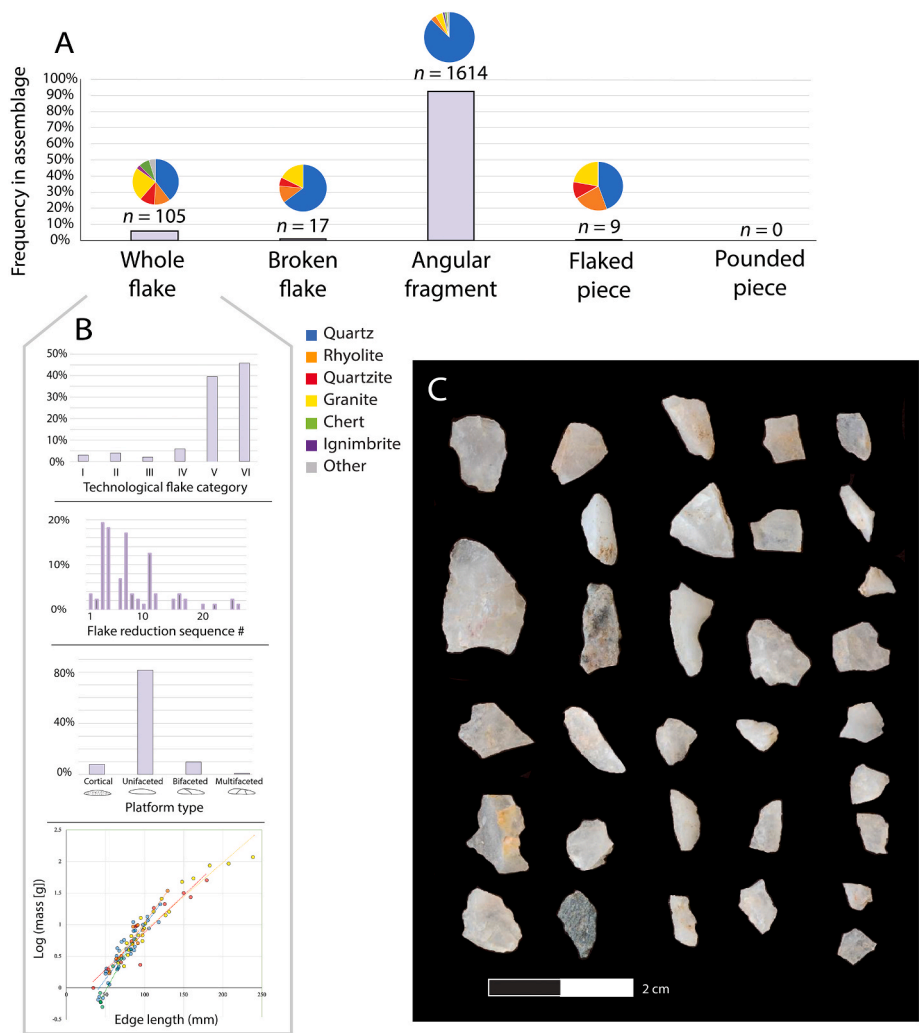 A
Frequency in assemblage
100%
90%
80%
70%
60%
50%
40%
30%
20%
10%
0%
n = 105
n = 17
n = 1614
n = 9
n = 0
Whole
flake
Broken
flake
Angular
fragment
Flaked
piece
Pounded
piece
B
50%
40%
30%
20%
10%
0%
I II III IV V VI
Technological flake category
20%
10%
0%
1 10 20
Flake reduction sequence #
80%
40%
0%
Cortical Unifaceted Bifaceted Multifaceted
Platform type
Log (mass [g])
2.5
2
1.5
1
0.5
0
-0.5
0 50 100 150 200 250
Edge length (mm)
Quartz
Rhyolite
Quartzite
Granite
Chert
Ignimbrite
Other
C
2 cm